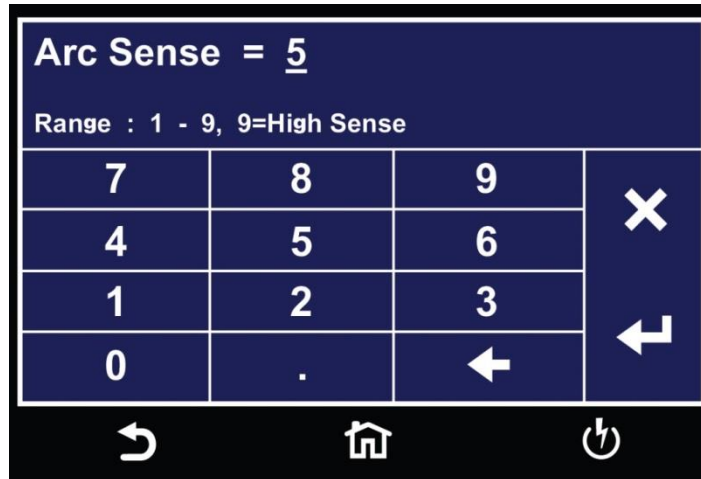 Arc Sense = 5
Range : 1 - 9, 9=High Sense
7 8 9
4 5 6
1 2 3
0 .